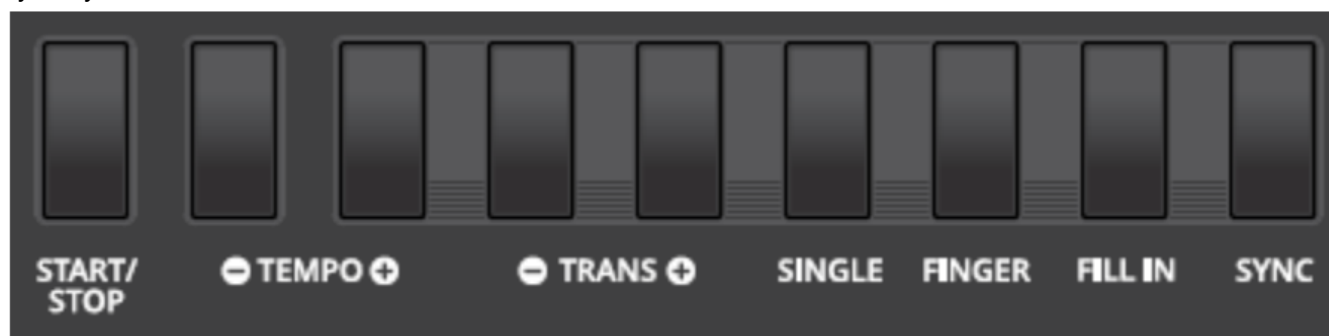 START/ ⊖ TEMPO ⊕ ⊖ TRANS ⊕ SINGLE FINGER FILL IN SYNC
STOP